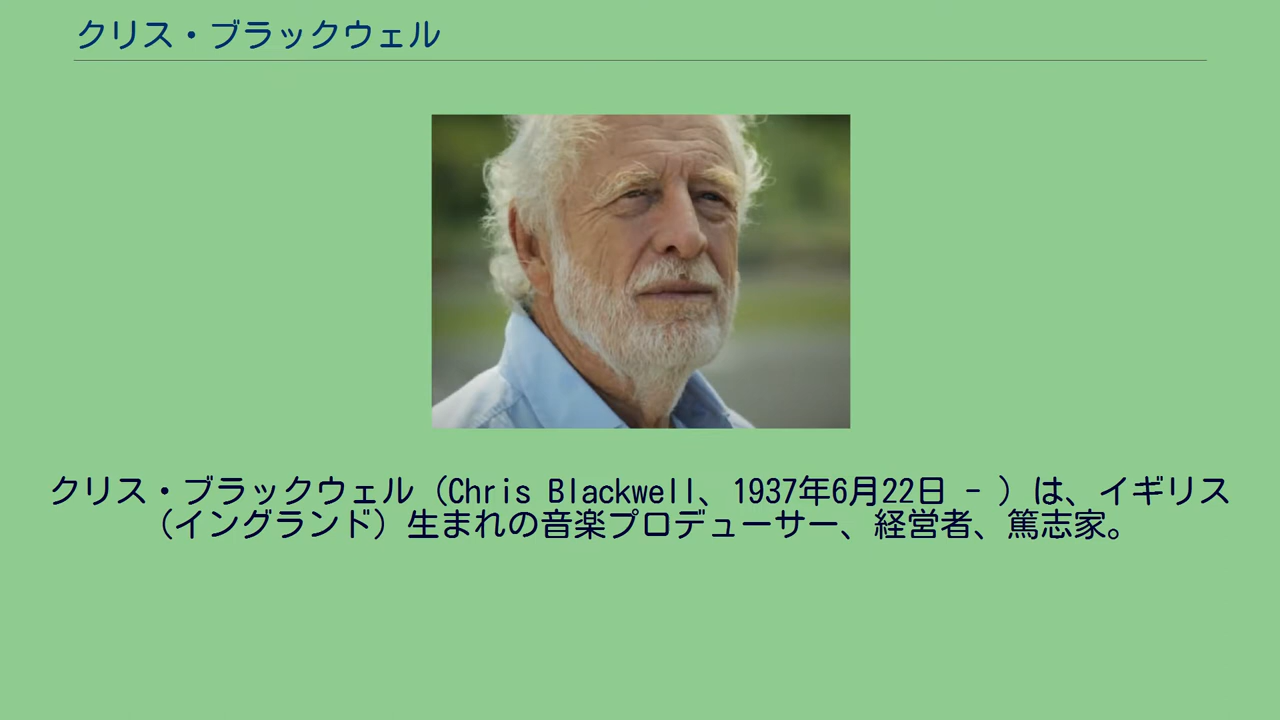 クリス・ブラックウェル
クリス・ブラックウェル（Chris Blackwell、1937年6月22日 - ）は、イギリス
（イングランド）生まれの音楽プロデューサー、経営者、篤志家。